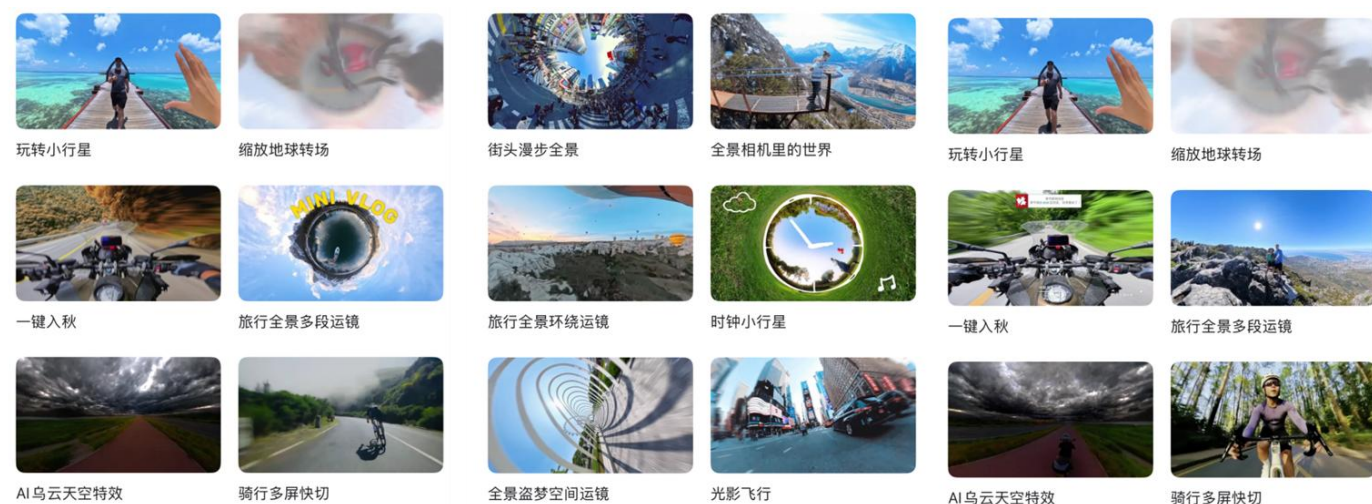 玩转小行星
缩放地球转场
街头漫步全景
全景相机里的世界
玩转小行星
缩放地球转场
MINI VLOG
一键入秋
旅行全景多段运镜
旅行全景环绕运镜
时钟小行星
一键入秋
旅行全景多段运镜
AI乌云天空特效
骑行多屏快切
全景盗梦空间运镜
光影飞行
AI乌云天空特效
骑行多屏快切